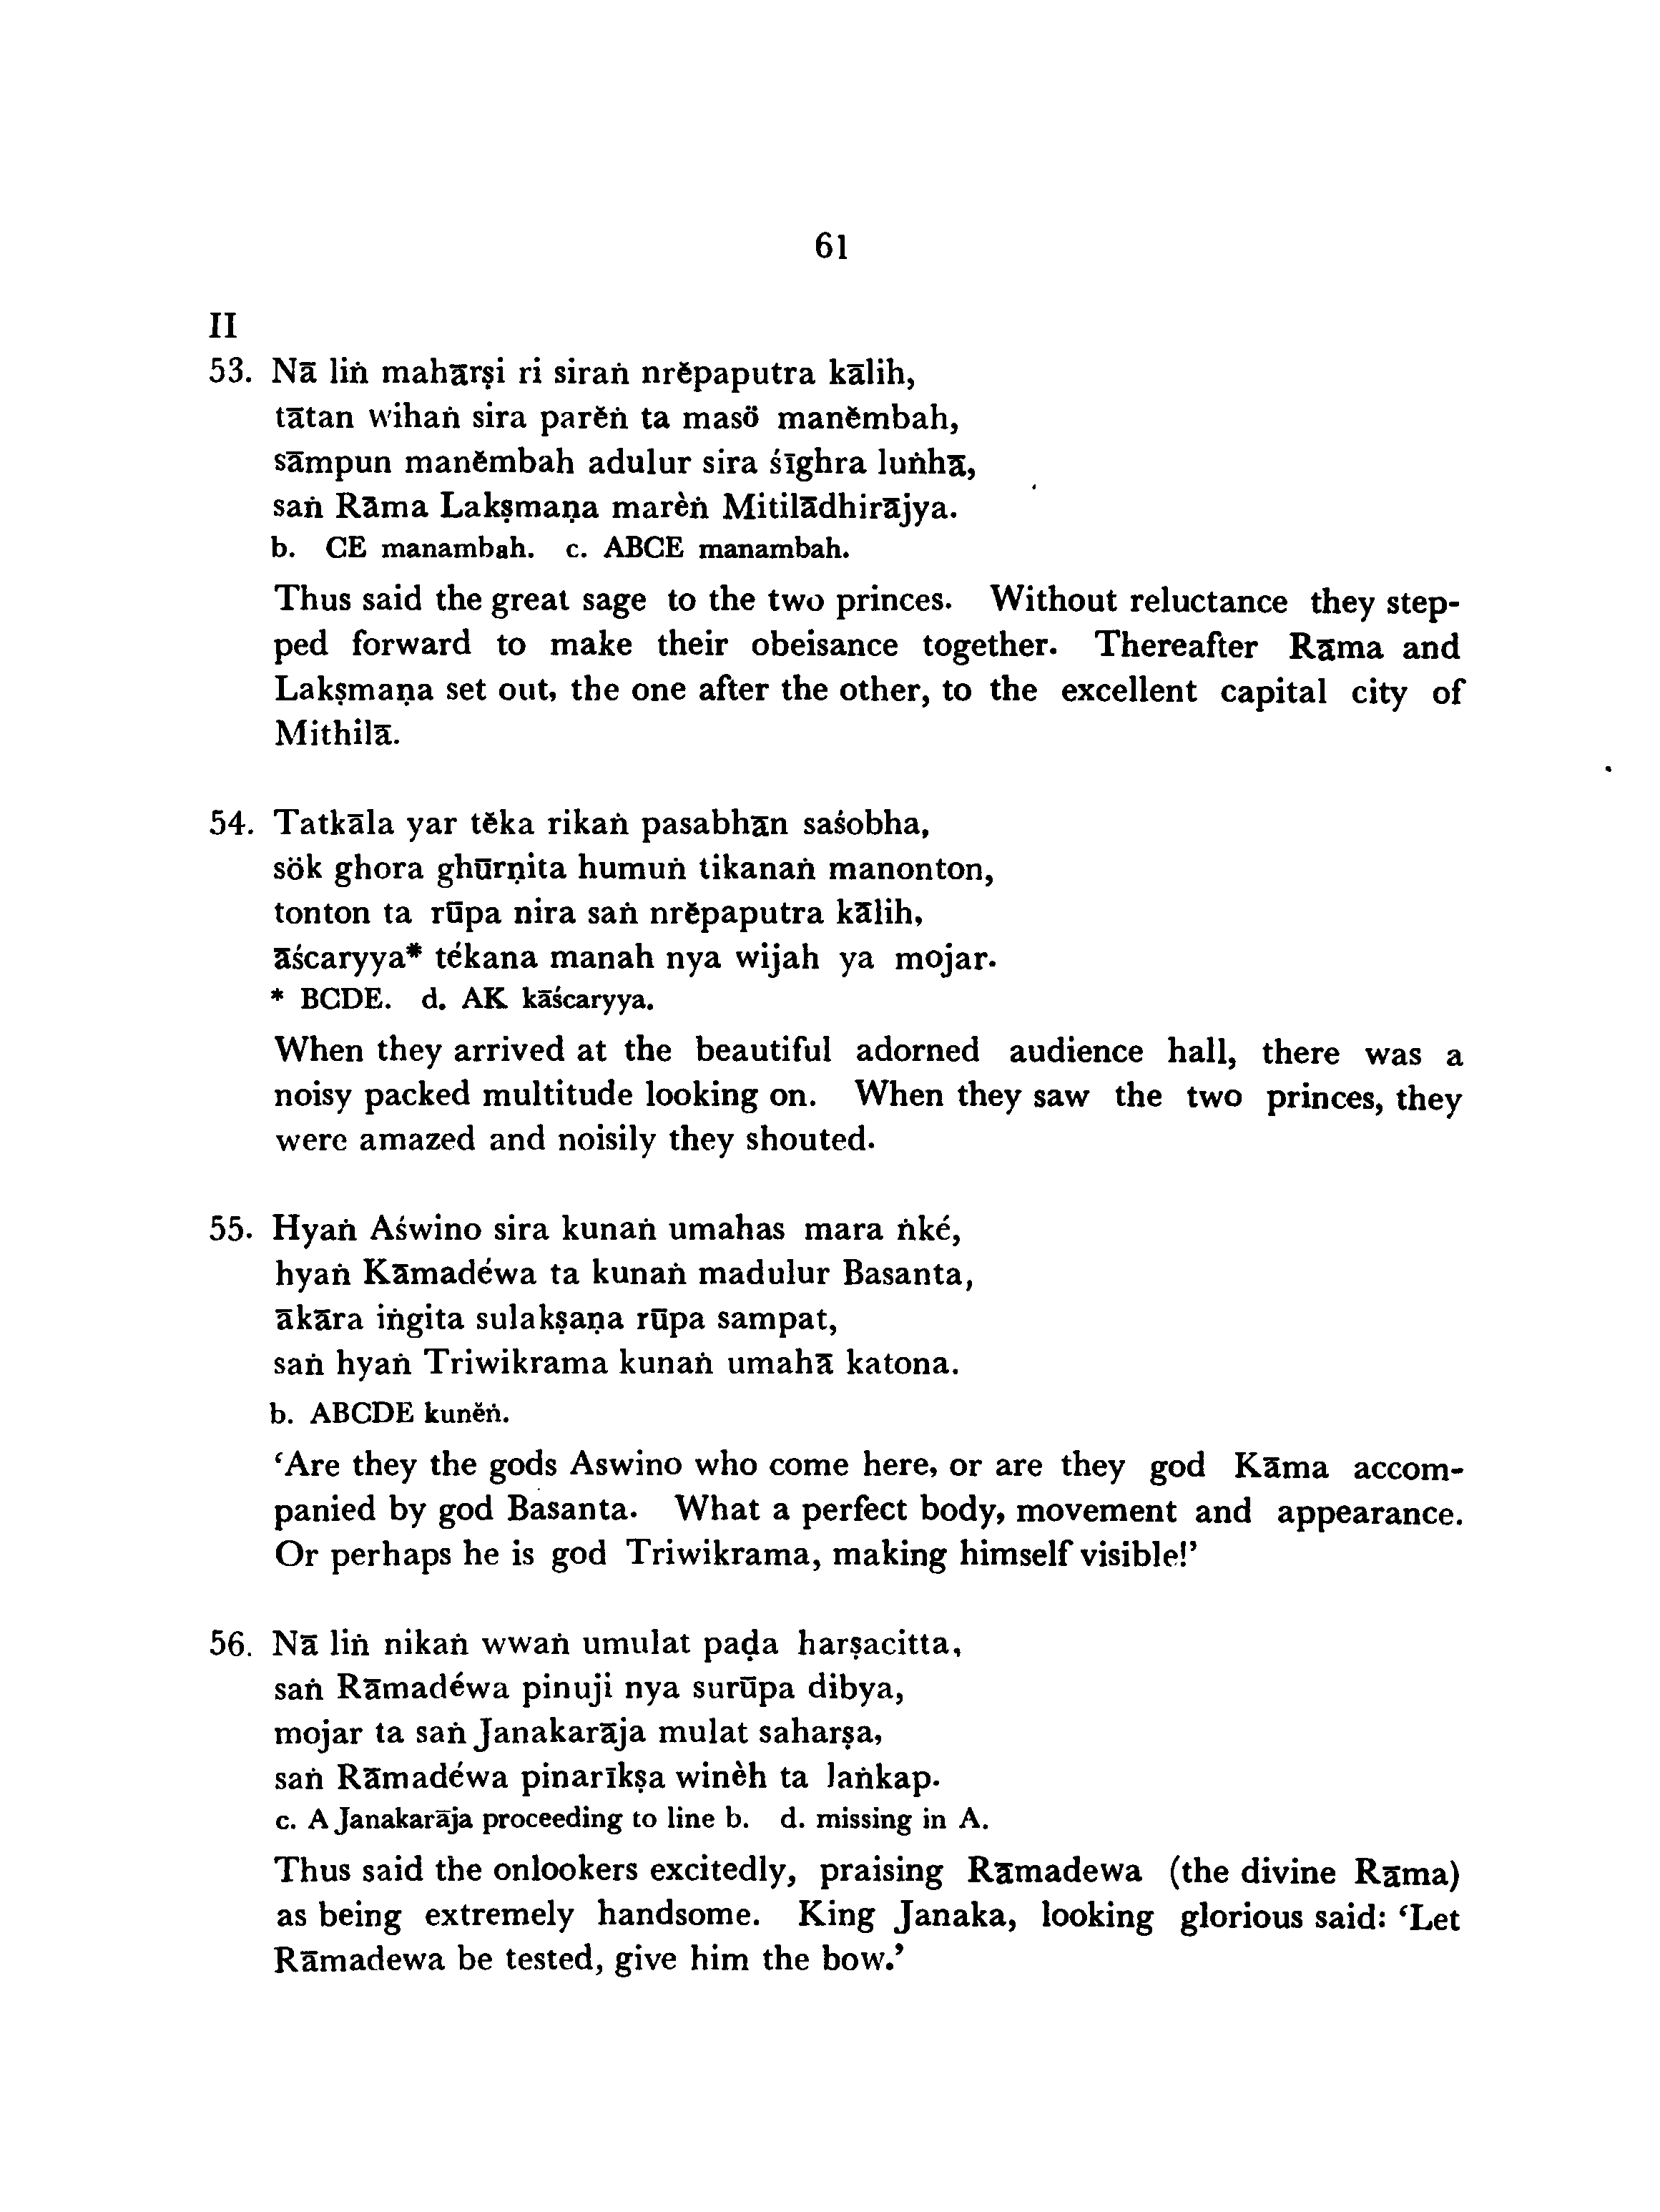 61
II
53. Nā liṅ mahārṣi ri siraṅ nrĕpaputra kālih,
tātan wihaṅ sira parĕṅ ta masö manĕmbah,
sāmpun manĕmbah adulur sira śīghra luṅhā,
saṅ Rāma Lakṣmaṇa marèṅ Mitilādhirājya.
b. CE manambah. c. ABCE manambah.
Thus said the great sage to the two princes. Without reluctance they step-
ped forward to make their obeisance together. Thereafter Rāma and
Lakṣmaṇa set out, the one after the other, to the excellent capital city of
Mithilā.
54. Tatkāla yar tĕka rikaṅ pasabhān saśobha,
sök ghora ghūrṇita humuṅ tikanaṅ manonton,
tonton ta rūpa nira saṅ nrĕpaputra kālih,
āścaryya* tékana manah nya wijah ya mojar.
* BCDE. d. AK kāścaryya.
When they arrived at the beautiful adorned audience hall, there was a
noisy packed multitude looking on. When they saw the two princes, they
were amazed and noisily they shouted.
55. Hyaṅ Aświno sira kunaṅ umahas mara ṅké,
hyaṅ Kāmadéwa ta kunaṅ madulur Basanta,
ākāra iṅgita sulakṣaṇa rūpa sampat,
saṅ hyaṅ Triwikrama kunaṅ umahā katona.
b. ABCDE kunĕṅ.
‘Are they the gods Aswino who come here, or are they god Kāma accom-
panied by god Basanta. What a perfect body, movement and appearance.
Or perhaps he is god Triwikrama, making himself visible!’
56. Nā liṅ nikaṅ wwaṅ umulat paḍa harṣacitta,
saṅ Rāmadéwa pinuji nya surūpa dibya,
mojar ta saṅ Janakarāja mulat saharṣa,
saṅ Rāmadéwa pinarīkṣa winèh ta laṅkap.
c. A Janakarāja proceeding to line b. d. missing in A.
Thus said the onlookers excitedly, praising Rāmadewa (the divine Rāma)
as being extremely handsome. King Janaka, looking glorious said: ‘Let
Rāmadewa be tested, give him the bow.’